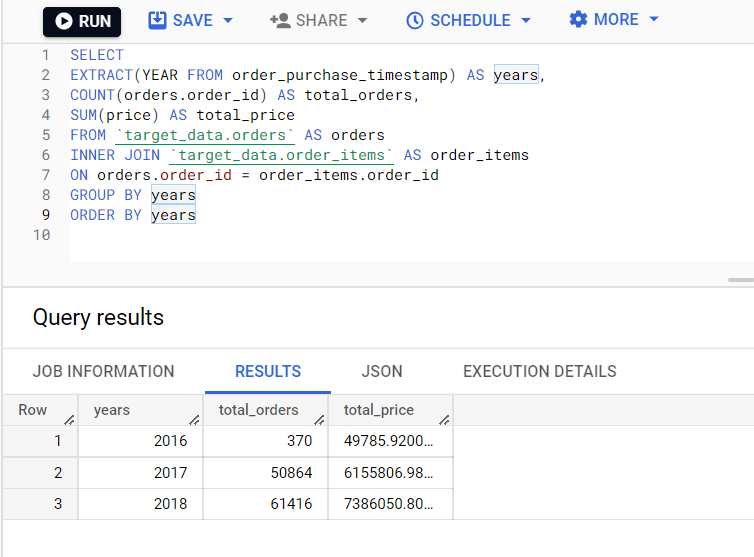 RUN SAVE SHARE SCHEDULE MORE
1 SELECT
2 EXTRACT(YEAR FROM order_purchase_timestamp) AS years,
3 COUNT(orders.order_id) AS total_orders,
4 SUM(price) AS total_price
5 FROM `target_data.orders` AS orders
6 INNER JOIN `target_data.order_items` AS order_items
7 ON orders.order_id = order_items.order_id
8 GROUP BY years
9 ORDER BY years
10
Query results
JOB INFORMATION RESULTS JSON EXECUTION DETAILS
Row years total_orders total_price
1 2016 370 49785.9200...
2 2017 50864 6155806.98...
3 2018 61416 7386050.80...